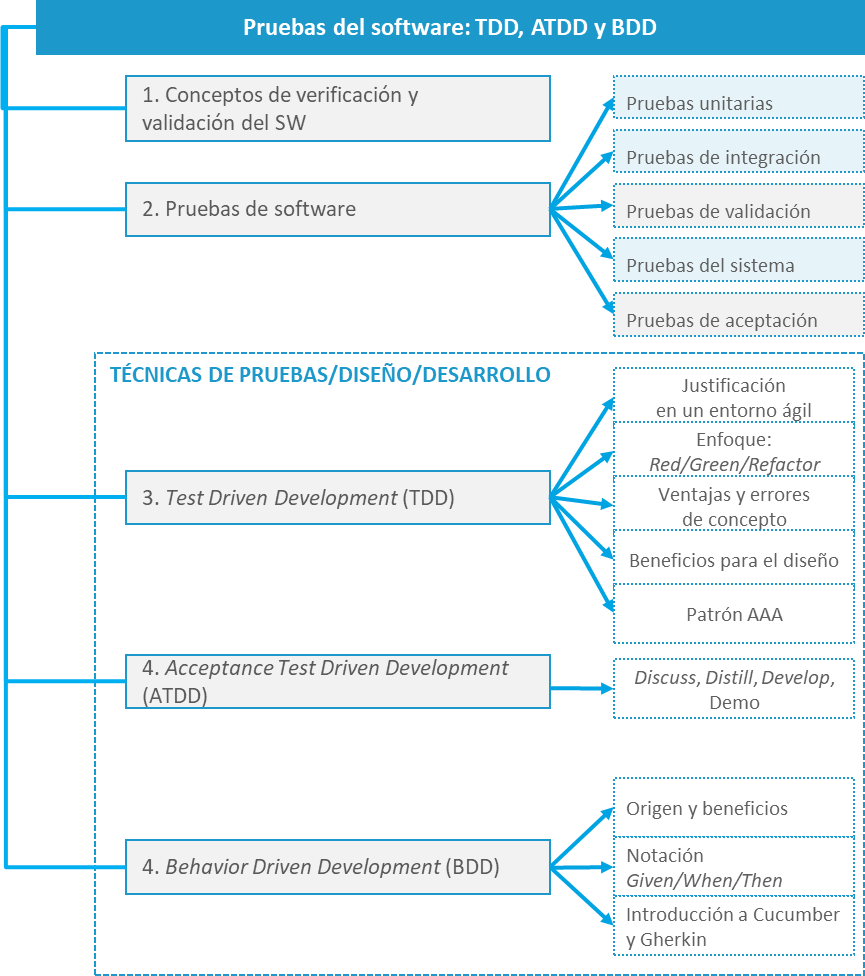 Pruebas del software: TDD, ATDD y BDD
1. Conceptos de verificación y
validación del SW
2. Pruebas de software
Pruebas unitarias
Pruebas de integración
Pruebas de validación
Pruebas del sistema
Pruebas de aceptación
TÉCNICAS DE PRUEBAS/DISEÑO/DESARROLLO
3. Test Driven Development (TDD)
Justificación
en un entorno ágil
Enfoque:
Red/Green/Refactor
Ventajas y errores
de concepto
Beneficios para el diseño
Patrón AAA
4. Acceptance Test Driven Development
(ATDD)
Discuss, Distill, Develop,
Demo
4. Behavior Driven Development (BDD)
Origen y beneficios
Notación
Given/When/Then
Introducción a Cucumber
y Gherkin